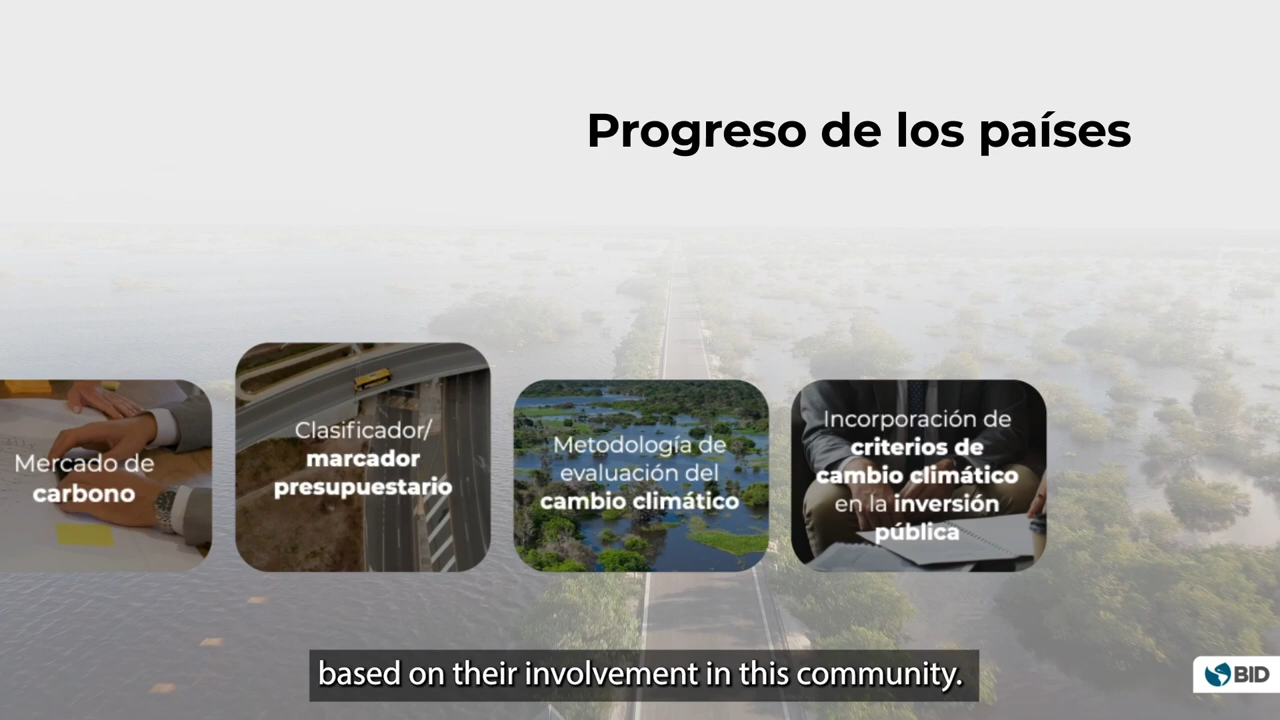 Progreso de los países
Mercado de
carbono
Clasificador/
marcador
presupuestario
Metodología de
evaluación del
cambio climático
Incorporación de
criterios de
cambio climático
en la inversión
pública
based on their involvement in this community.
BID